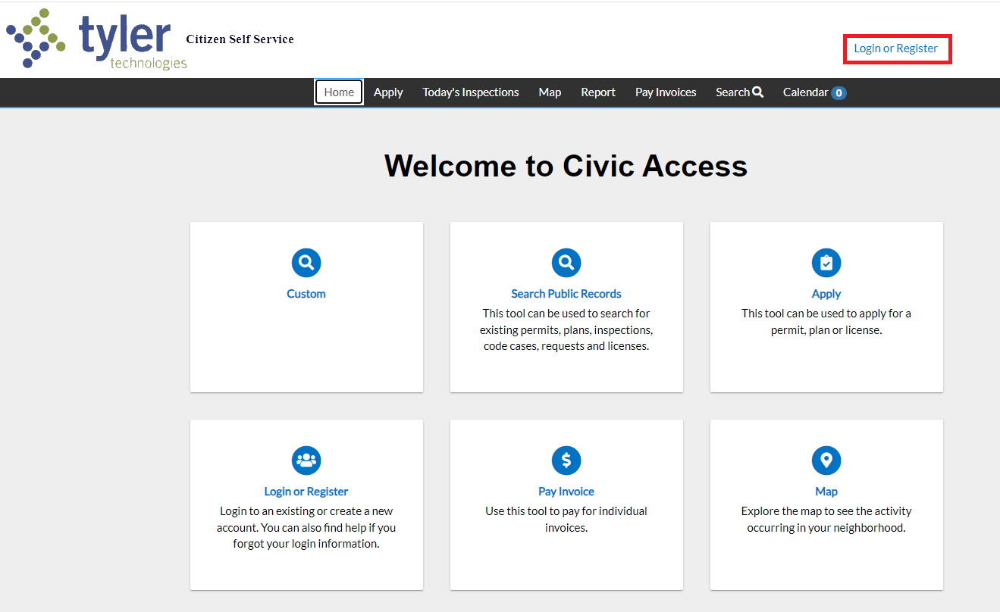 tyler
technologies
Citizen Self Service
Login or Register
Home Apply Today's Inspections Map Report Pay Invoices Search Calendar 0
Welcome to Civic Access
Custom
Search Public Records
This tool can be used to search for
existing permits, plans, inspections,
code cases, requests and licenses.
Apply
This tool can be used to apply for a
permit, plan or license.
Login or Register
Login to an existing or create a new
account. You can also find help if you
forgot your login information.
Pay Invoice
Use this tool to pay for individual
invoices.
Map
Explore the map to see the activity
occurring in your neighborhood.